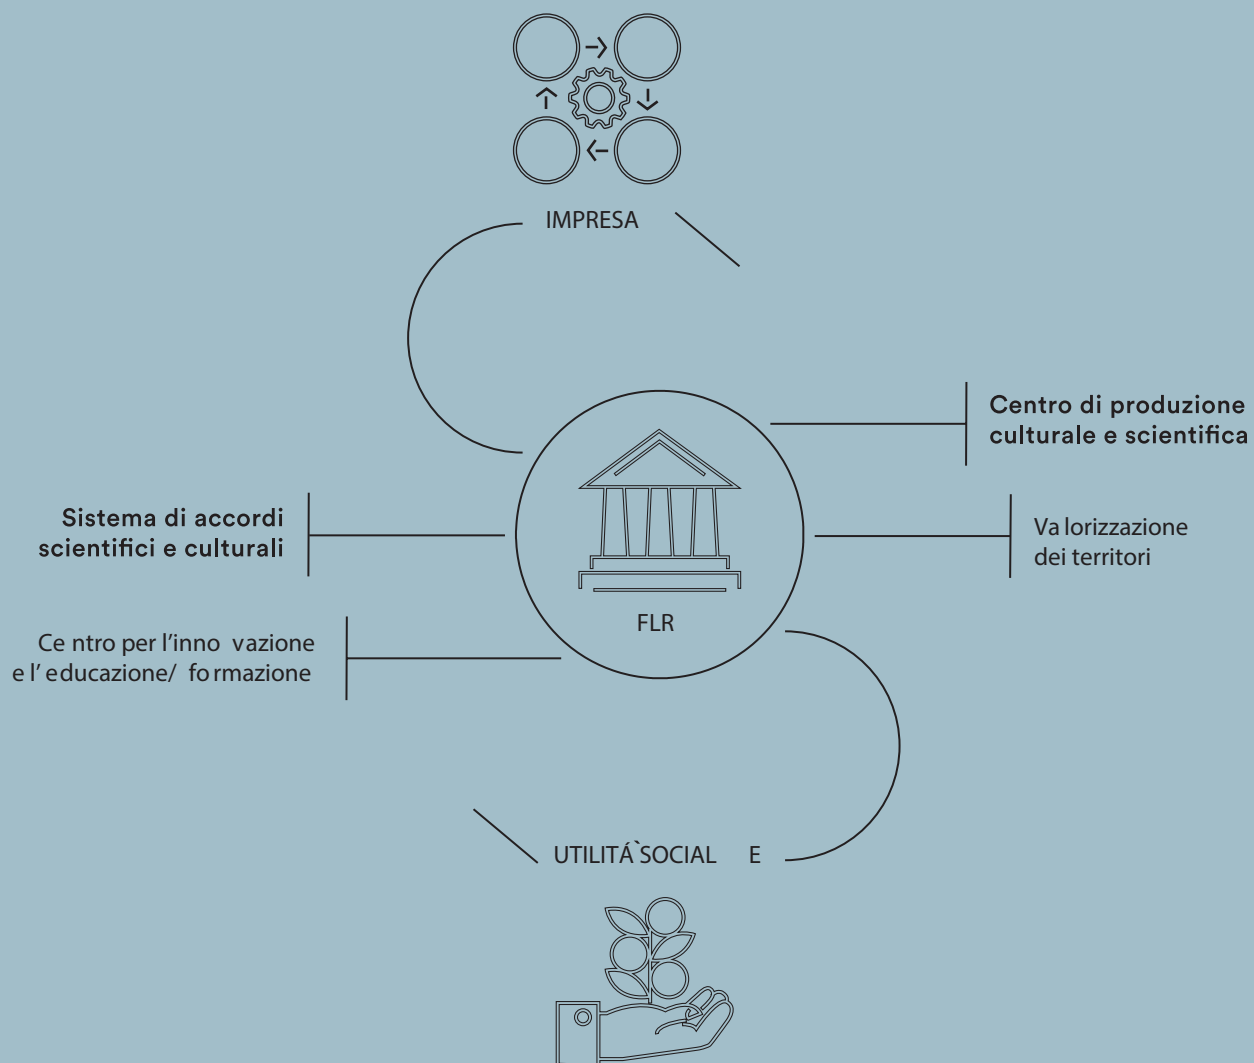 IMPRESA
Centro di produzione
culturale e scientifica
Sistema di accordi
scientifici e culturali
Va lorizzazione
dei territori
FLR
Ce ntro per l'inno vazione
e l' educazione/ fo rmazione
UTILITÁ` SOCIAL E